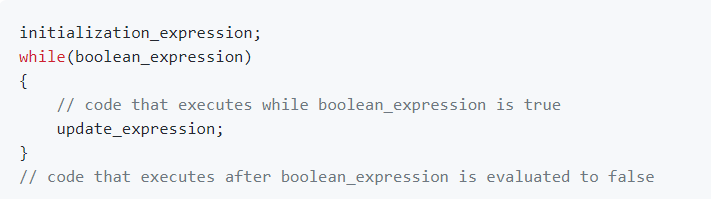 initialization_expression;
while(boolean_expression)
{
    // code that executes while boolean_expression is true
    update_expression;
}
// code that executes after boolean_expression is evaluated to false